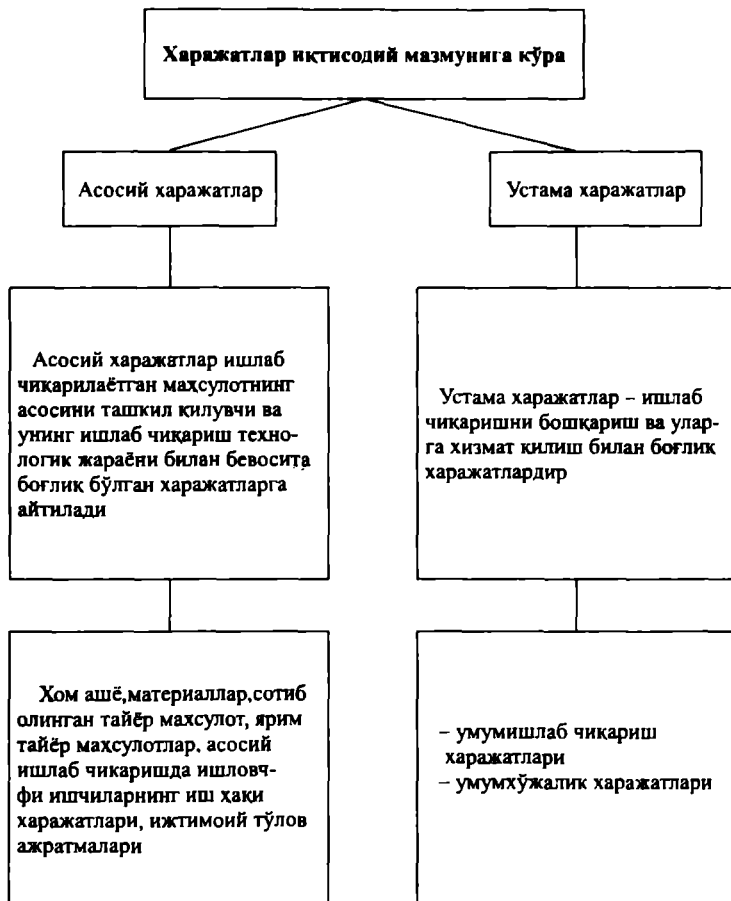 Харажатлар иқтисодий мазмунига кўра
Асосий харажатлар
Устама харажатлар
Асосий харажатлар ишлаб
чиқарилаётган маҳсулотнинг
асосини ташкил қилувчи ва
унинг ишлаб чиқариш техно-
логик жараёни билан бевосита
боғлиқ бўлган харажатларга
айтилади
Устама харажатлар – ишлаб
чиқаришни бошқариш ва улар-
га хизмат қилиш билан боғлиқ
харажатлардир
Хом ашё,материаллар,сотиб
олинган тайёр маҳсулот, ярим
тайёр маҳсулотлар, асосий
ишлаб чиқаришда ишловч-
фи ишчиларнинг иш ҳақи
харажатлари, ижтимоий тўлов
ажратмалари
– умумишлаб чиқариш
харажатлари
– умумхўжалик харажатлари